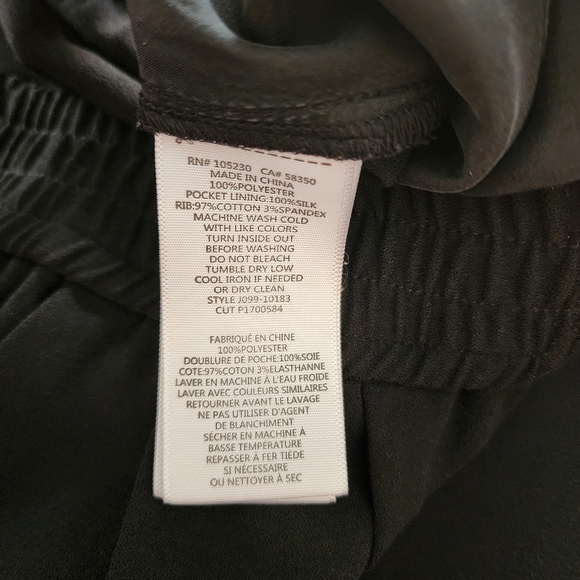 RN# 105230 CA# 58350
MADE IN CHINA
100%POLYESTER
POCKET LINING:100%SILK
RIB:97%COTTON 3%SPANDEX
MACHINE WASH COLD
WITH LIKE COLORS
TURN INSIDE OUT
BEFORE WASHING
DO NOT BLEACH
TUMBLE DRY LOW
COOL IRON IF NEEDED
OR DRY CLEAN
STYLE J099-10183
CUT P1700584
FABRIQUÉ EN CHINE
100%POLYESTER
DOUBLURE DE POCHE:100%SOIE
COTE:97%COTON 3%ELASTHANNE
LAVER EN MACHINE À L'EAU FROIDE
LAVER AVEC COULEURS SIMILAIRES
RETOURNER AVANT LE LAVAGE
NE PAS UTILISER D'AGENT
DE BLANCHIMENT
SÉCHER EN MACHINE À
BASSE TEMPÉRATURE
REPASSER À FER TIÈDE
SI NÉCESSAIRE
OU NETTOYER À SEC